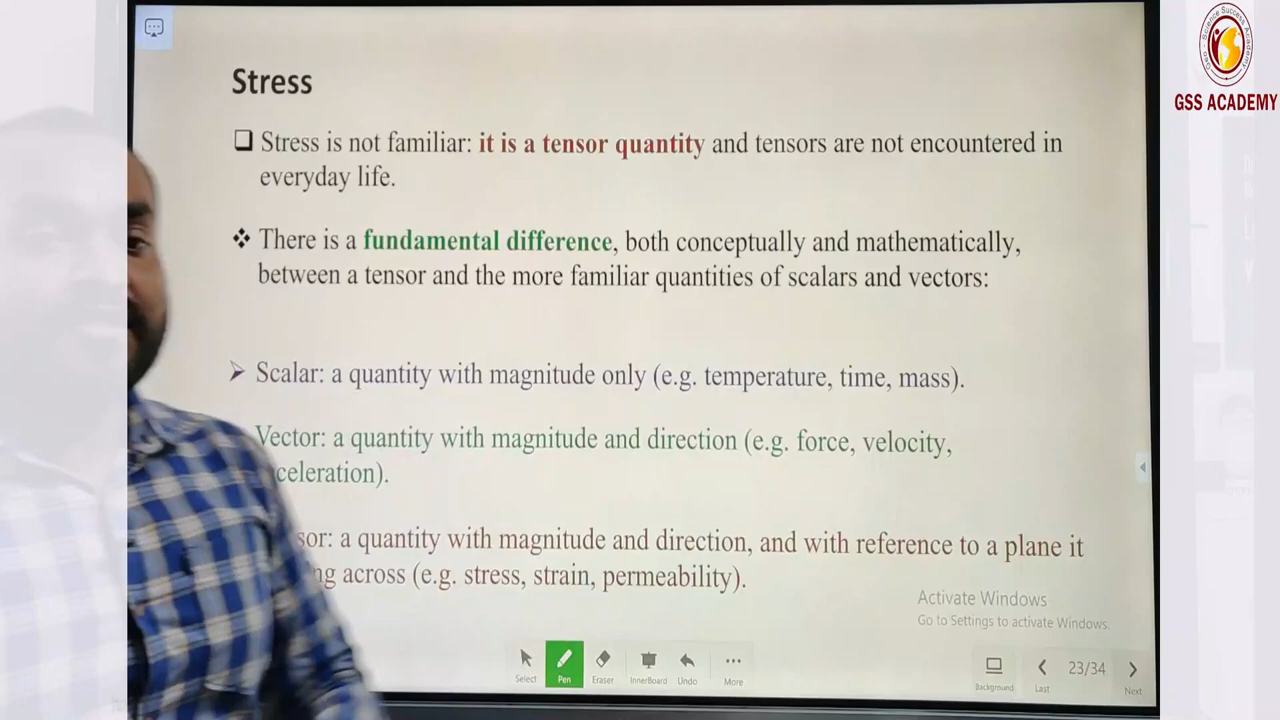 Stress
Stress is not familiar: it is a tensor quantity and tensors are not encountered in
everyday life.
There is a fundamental difference, both conceptually and mathematically,
between a tensor and the more familiar quantities of scalars and vectors:
Scalar: a quantity with magnitude only (e.g. temperature, time, mass).
Vector: a quantity with magnitude and direction (e.g. force, velocity,
celeration).
sor: a quantity with magnitude and direction, and with reference to a plane it
ng across (e.g. stress, strain, permeability).
Activate Windows
Go to Settings to activate Windows.
Select Pen Eraser InnerBoard Undo More
Background Last 23/34 Next
Geo - Science Success Academy
GSS ACADEMY